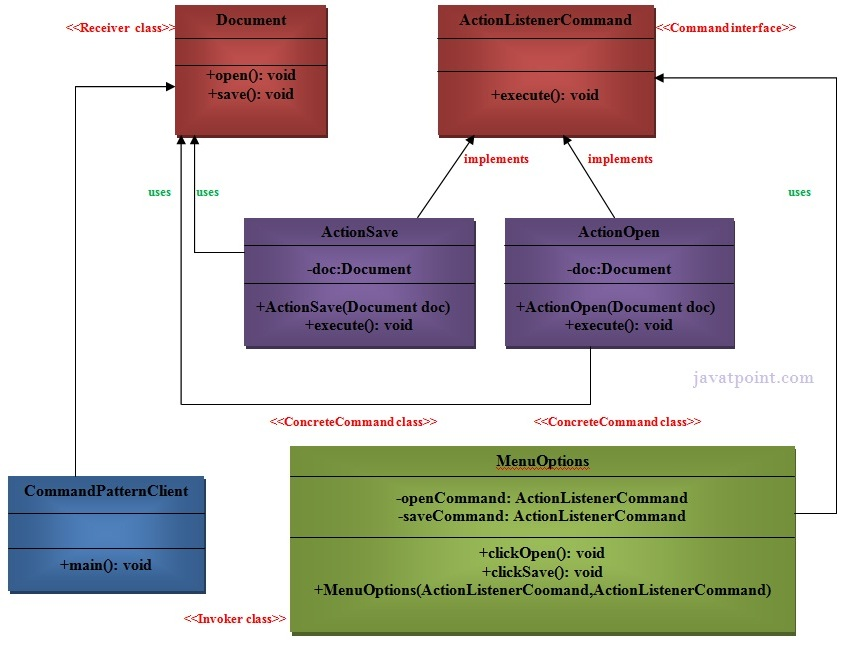 <<Receiver class>>
Document
+open(): void
+save(): void
ActionListenerCommand
<<Command interface>>
+execute(): void
implements
implements
uses
uses
uses
ActionSave
-doc:Document
+ActionSave(Document doc)
+execute(): void
ActionOpen
-doc:Document
+ActionOpen(Document doc)
+execute(): void
javatpoint.com
<<ConcreteCommand class>>
<<ConcreteCommand class>>
CommandPatternClient
+main(): void
MenuOptions
-openCommand: ActionListenerCommand
-saveCommand: ActionListenerCommand
+clickOpen(): void
+clickSave(): void
+MenuOptions(ActionListenerCoomand,ActionListenerCommand)
<<Invoker class>>